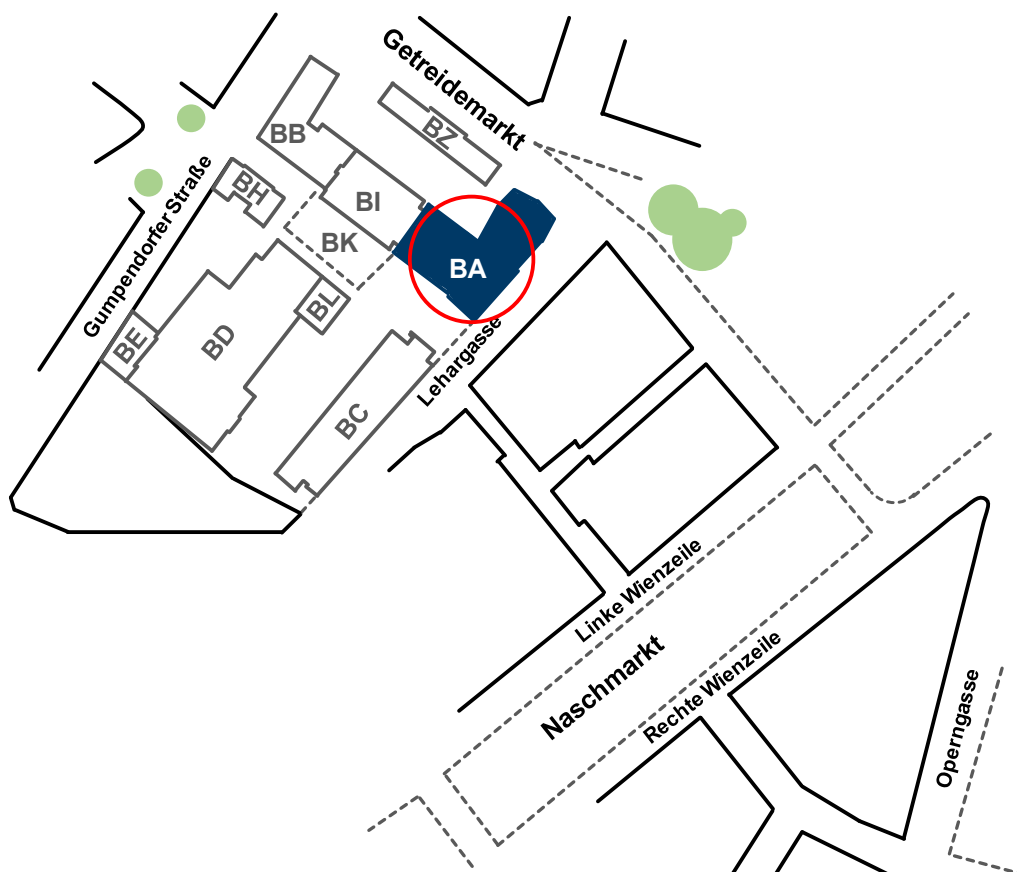 Getreidemarkt
BB
BZ
BH
BI
BK
BA
Gumpendorfer Straße
BL
BE
BD
Lehargasse
BC
Linke Wienzeile
Naschmarkt
Rechte Wienzeile
Operngasse